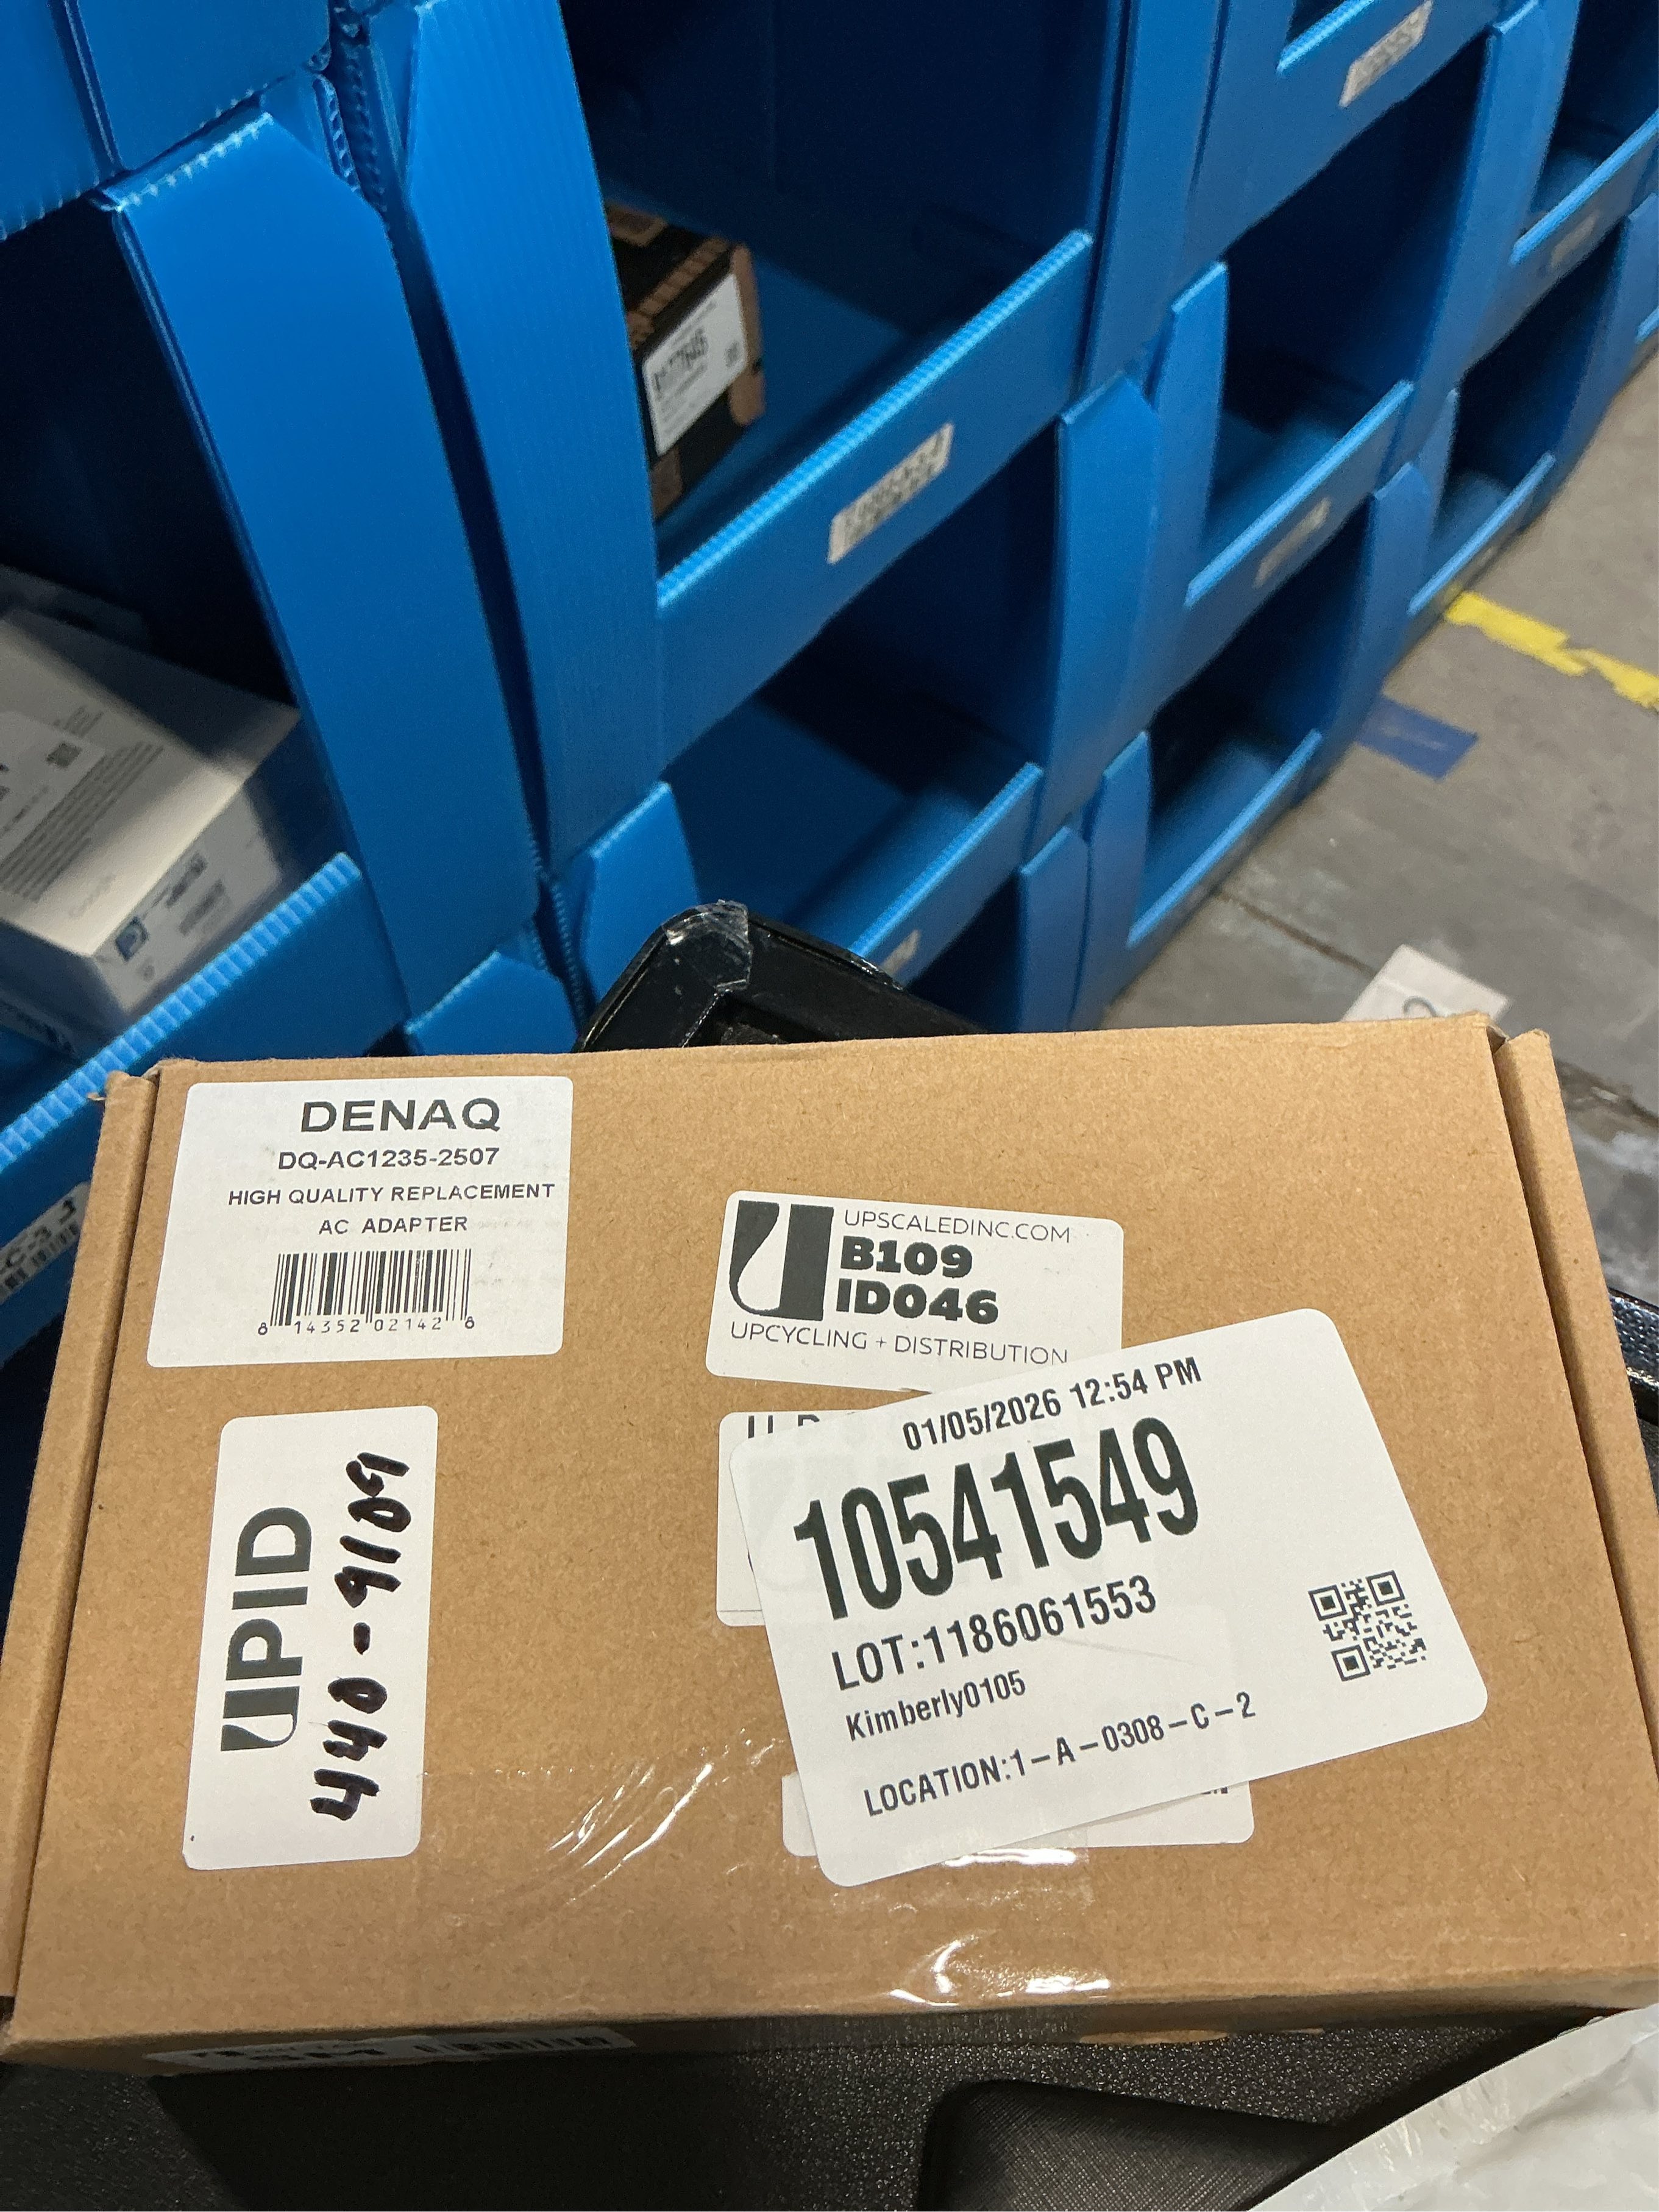 DENAQ
DQ-AC1235-2507
HIGH QUALITY REPLACEMENT
AC ADAPTER
8 14352 02142 8
UPSCALEDINC.COM
B109
ID046
UPCYCLING + DISTRIBUTION
UPID
440-9109
01/05/2026 12:54 PM
10541549
LOT:1186061553
Kimberly0105
LOCATION:1-A-0308-C-2